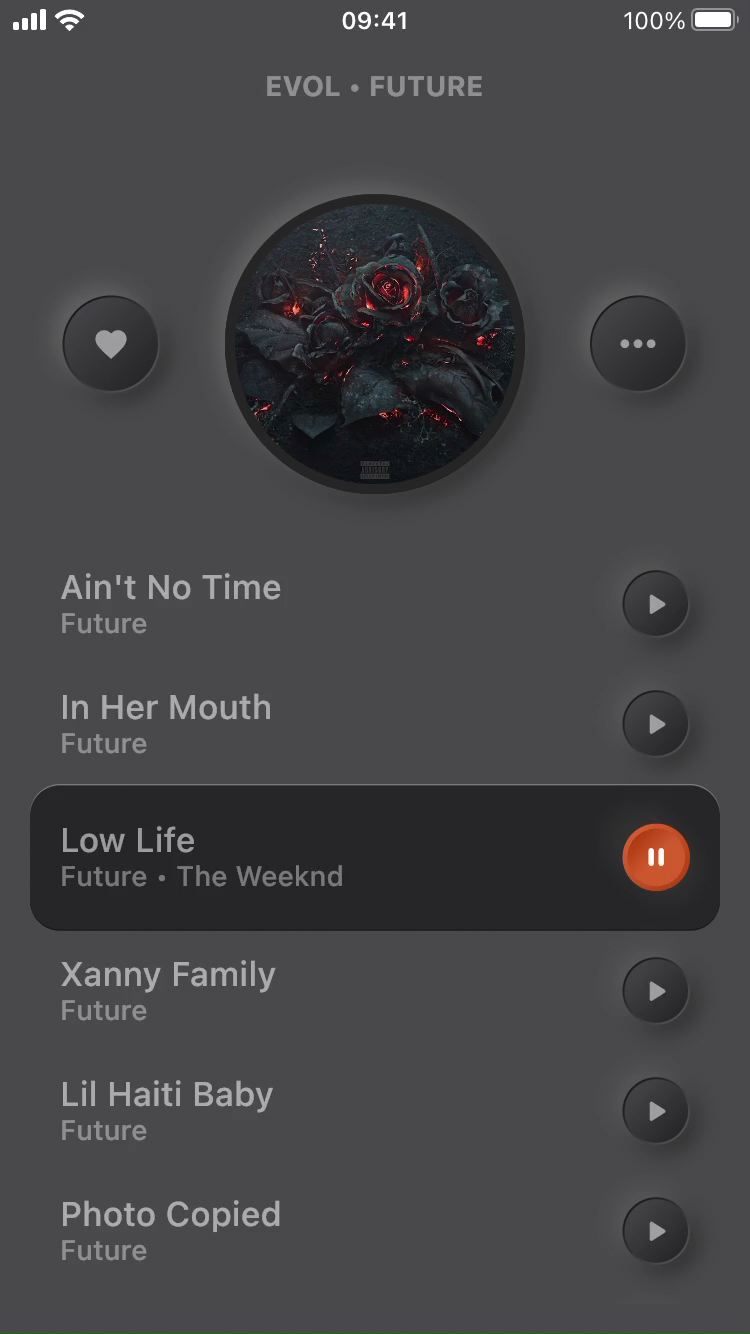 09:41
100%
EVOL • FUTURE
Ain't No Time
Future
In Her Mouth
Future
Low Life
Future • The Weeknd
Xanny Family
Future
Lil Haiti Baby
Future
Photo Copied
Future